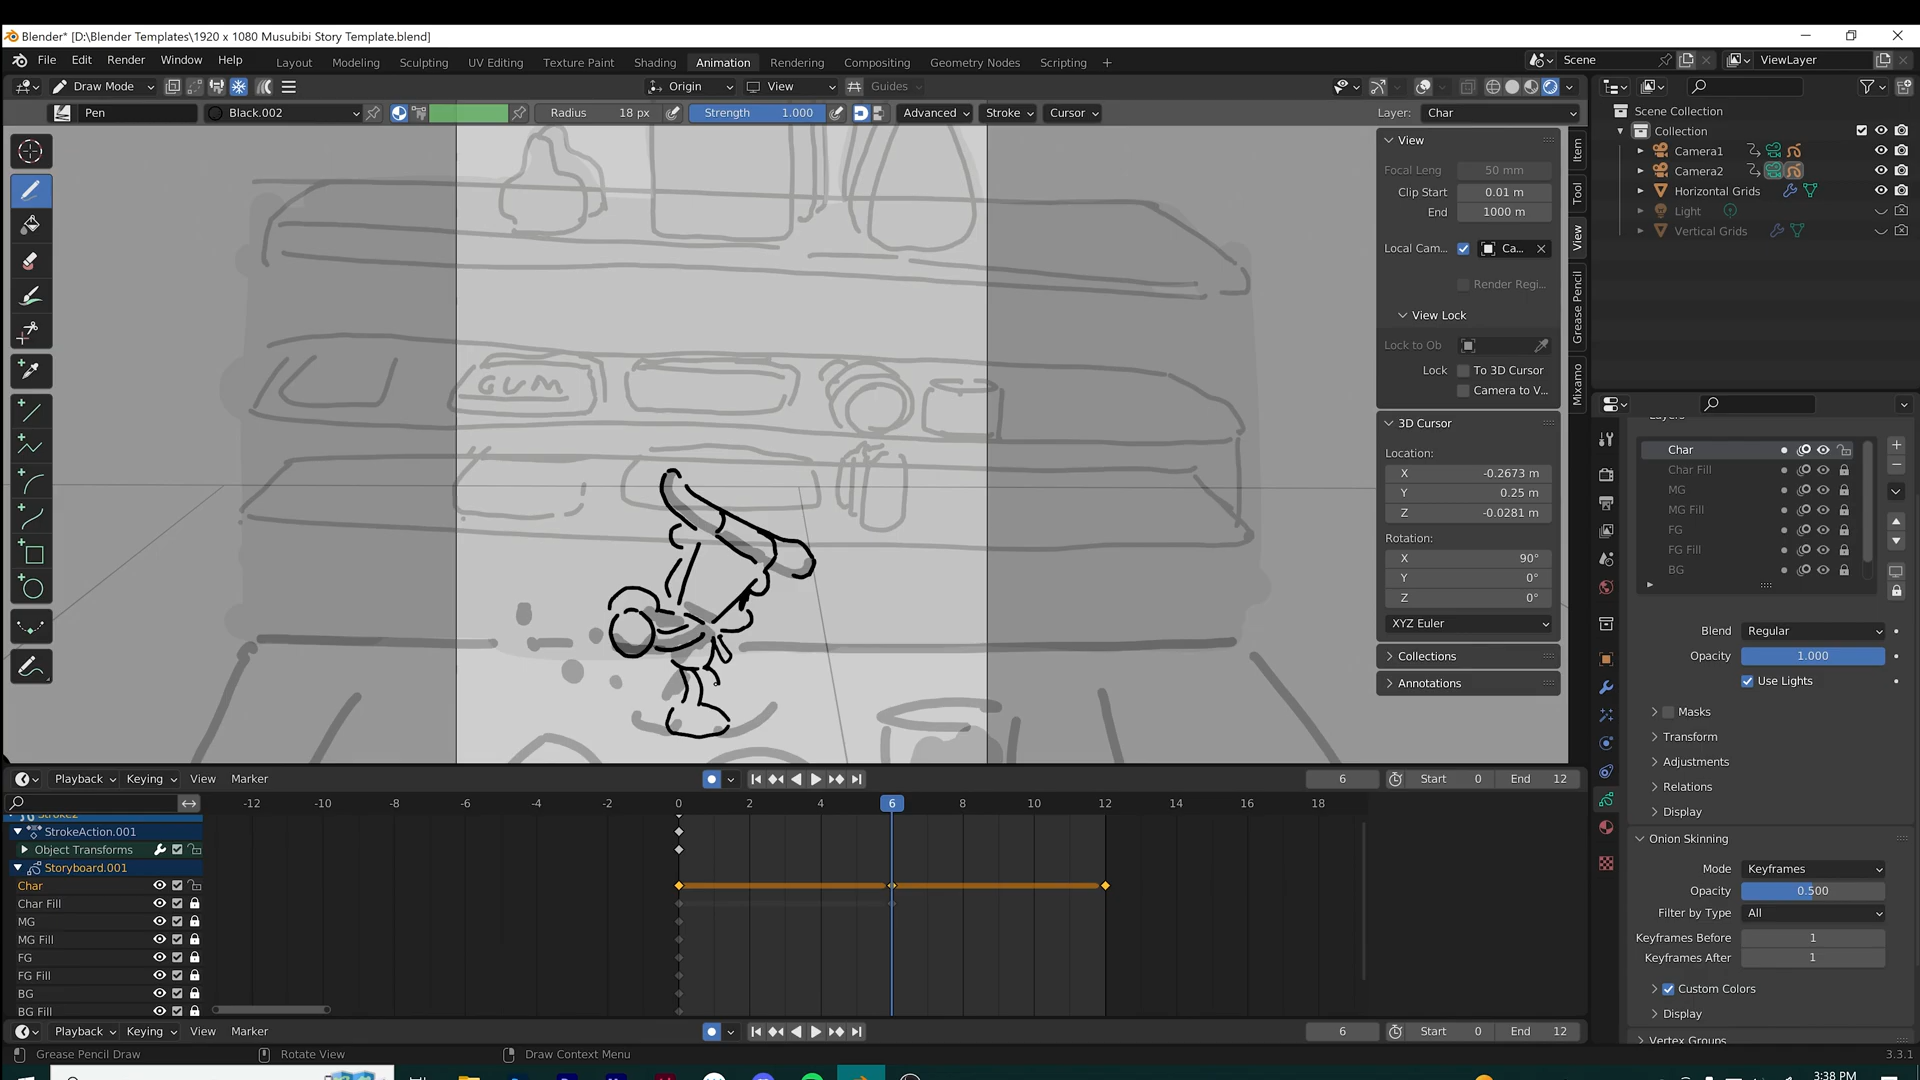 Blender* [D:\Blender Templates\1920 x 1080 Musubibi Story Template.blend]
File Edit Render Window Help Layout Modeling Sculpting UV Editing Texture Paint Shading Animation Rendering Compositing Geometry Nodes Scripting + Scene ViewLayer
Draw Mode Origin View Guides
Pen Black.002 Radius 18 px Strength 1.000 Advanced Stroke Cursor Layer: Char
Scene Collection
Collection
Camera1
Camera2
Horizontal Grids
Light
Vertical Grids
View
Focal Leng 50 mm
Clip Start 0.01 m
End 1000 m
Local Cam... Ca...
Render Regi...
View Lock
Lock to Ob
Lock To 3D Cursor
Camera to V...
3D Cursor
Location:
X -0.2673 m
Y 0.25 m
Z -0.0281 m
Rotation:
X 90°
Y 0°
Z 0°
XYZ Euler
Collections
Annotations
Item
Tool
View
Grease Pencil
Mixamo
GUM
Layers
Char
Char Fill
MG
MG Fill
FG
FG Fill
BG
Blend Regular
Opacity 1.000
Use Lights
Masks
Transform
Adjustments
Relations
Display
Onion Skinning
Mode Keyframes
Opacity 0.500
Filter by Type All
Keyframes Before 1
Keyframes After 1
Custom Colors
Display
Vertex Groups
Playback Keying View Marker 6 Start 0 End 12
-12 -10 -8 -6 -4 -2 0 2 4 6 8 10 12 14 16 18
Stroke2
StrokeAction.001
Object Transforms
Storyboard.001
Char
Char Fill
MG
MG Fill
FG
FG Fill
BG
BG Fill
Playback Keying View Marker 6 Start 0 End 12
Grease Pencil Draw Rotate View Draw Context Menu 3.3.1
3:38 PM